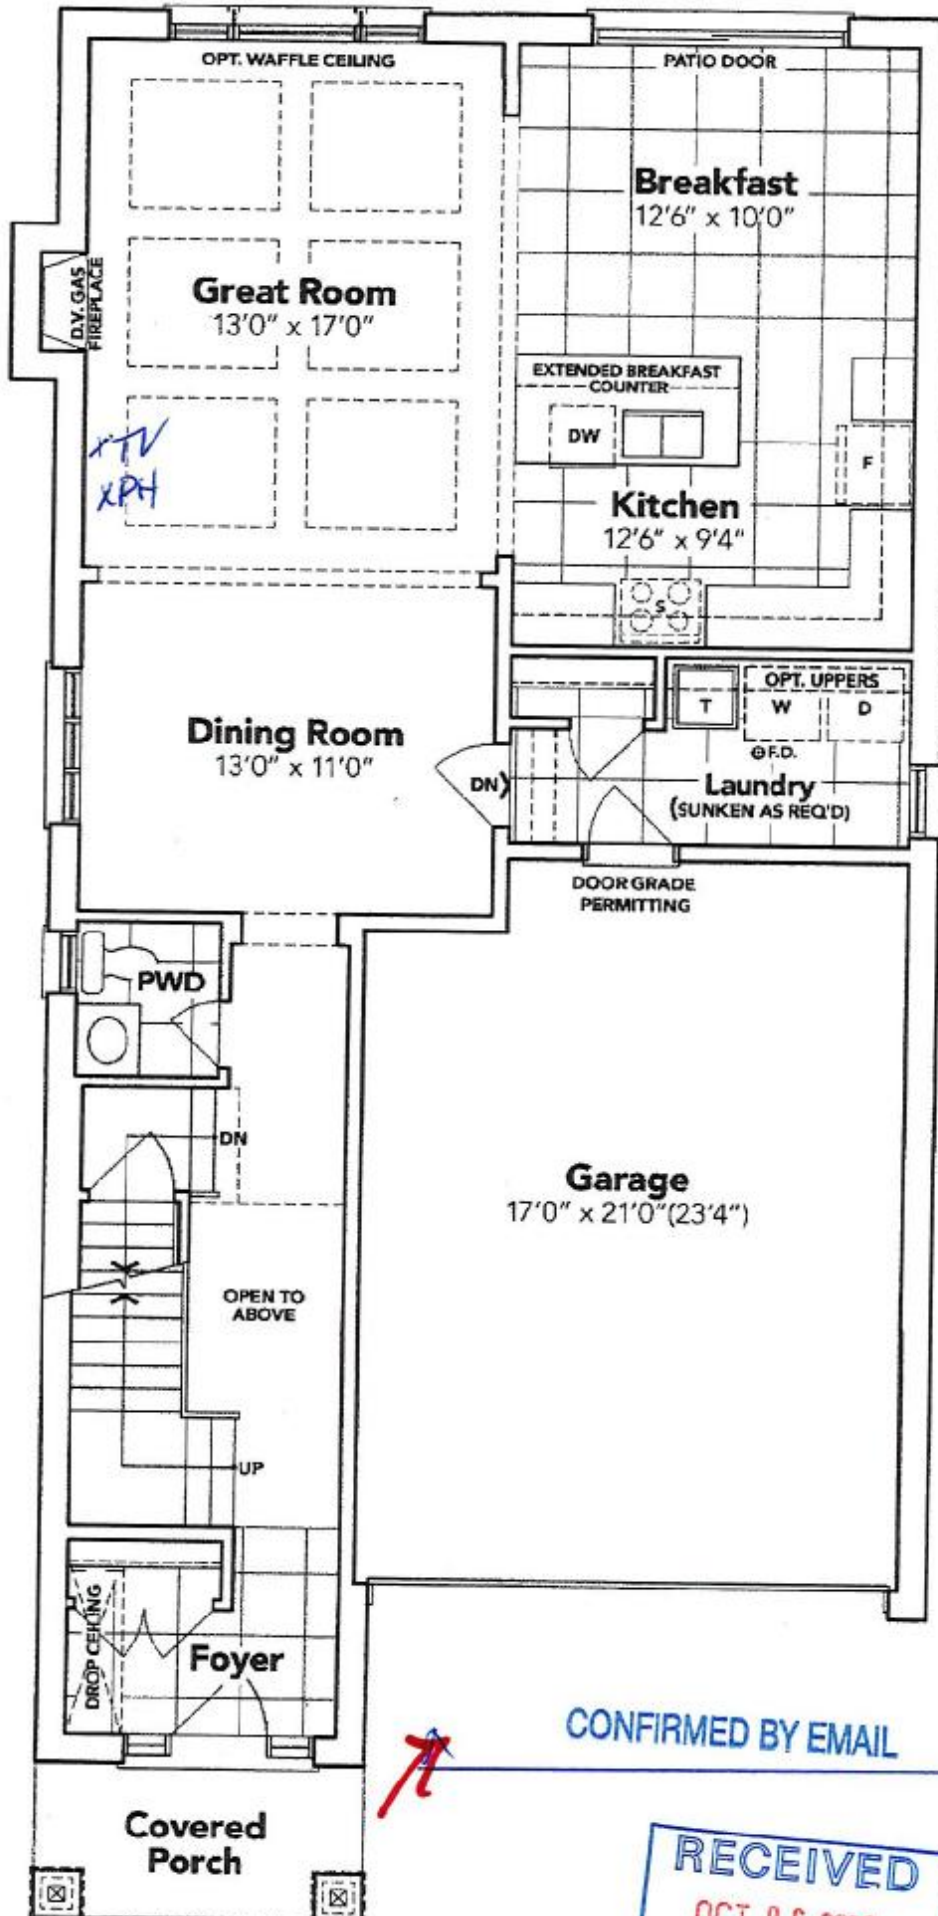 OPT. WAFFLE CEILING
PATIO DOOR
Breakfast
12'6" x 10'0"
Great Room
13'0" x 17'0"
D.V. GAS
FIREPLACE
EXTENDED BREAKFAST
COUNTER
DW
F
xTV
xPH
Kitchen
12'6" x 9'4"
S
OPT. UPPERS
T
W
D
F.D.
Dining Room
13'0" x 11'0"
DN
Laundry
(SUNKEN AS REQ'D)
DOOR GRADE
PERMITTING
PWD
DN
Garage
17'0" x 21'0"(23'4")
OPEN TO
ABOVE
UP
DROP CEILING
Foyer
CONFIRMED BY EMAIL
Covered
Porch
RECEIVED
OCT